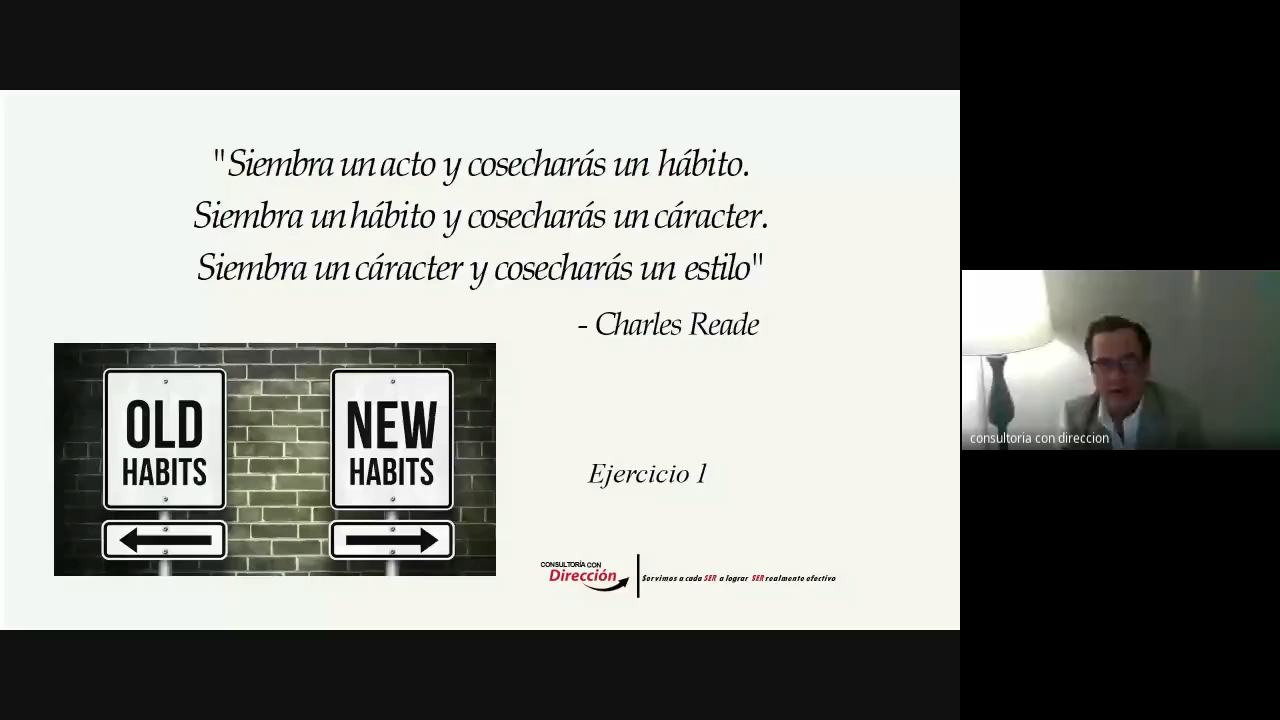 "Siembra un acto y cosecharás un hábito.
Siembra un hábito y cosecharás un cáracter.
Siembra un cáracter y cosecharás un estilo"
- Charles Reade
OLD
HABITS
NEW
HABITS
Ejercicio 1
CONSULTORÍA CON
Dirección
Servimos a cada SER a lograr SER realmente efectivo
consultoria con direccion